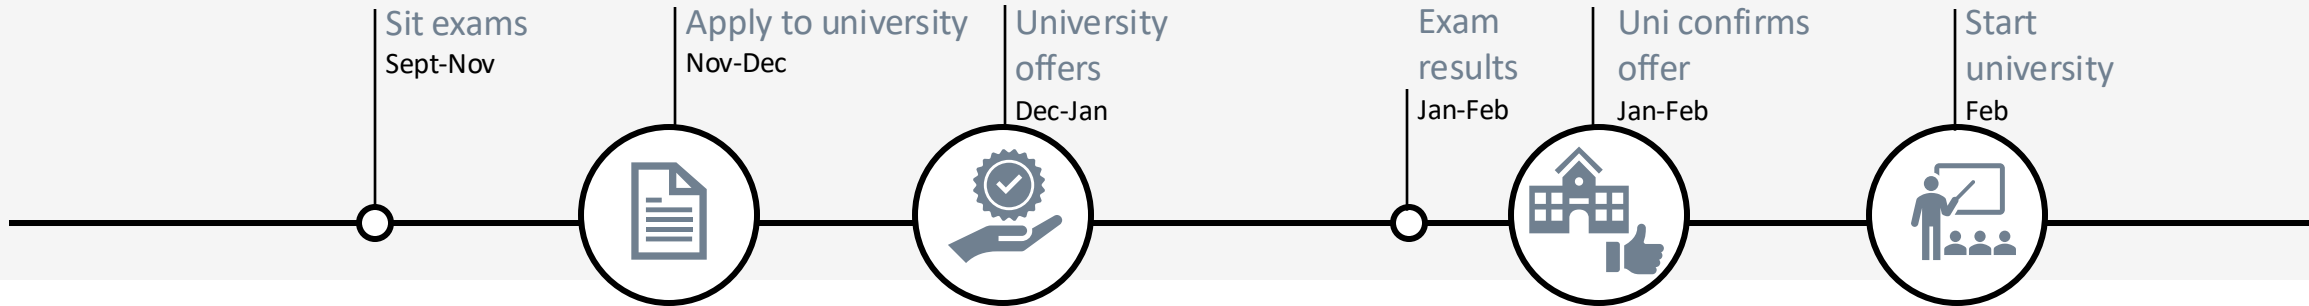 Sit exams
Sept-Nov
Apply to university
Nov-Dec
University
offers
Dec-Jan
Exam
results
Jan-Feb
Uni confirms
offer
Jan-Feb
Start
university
Feb